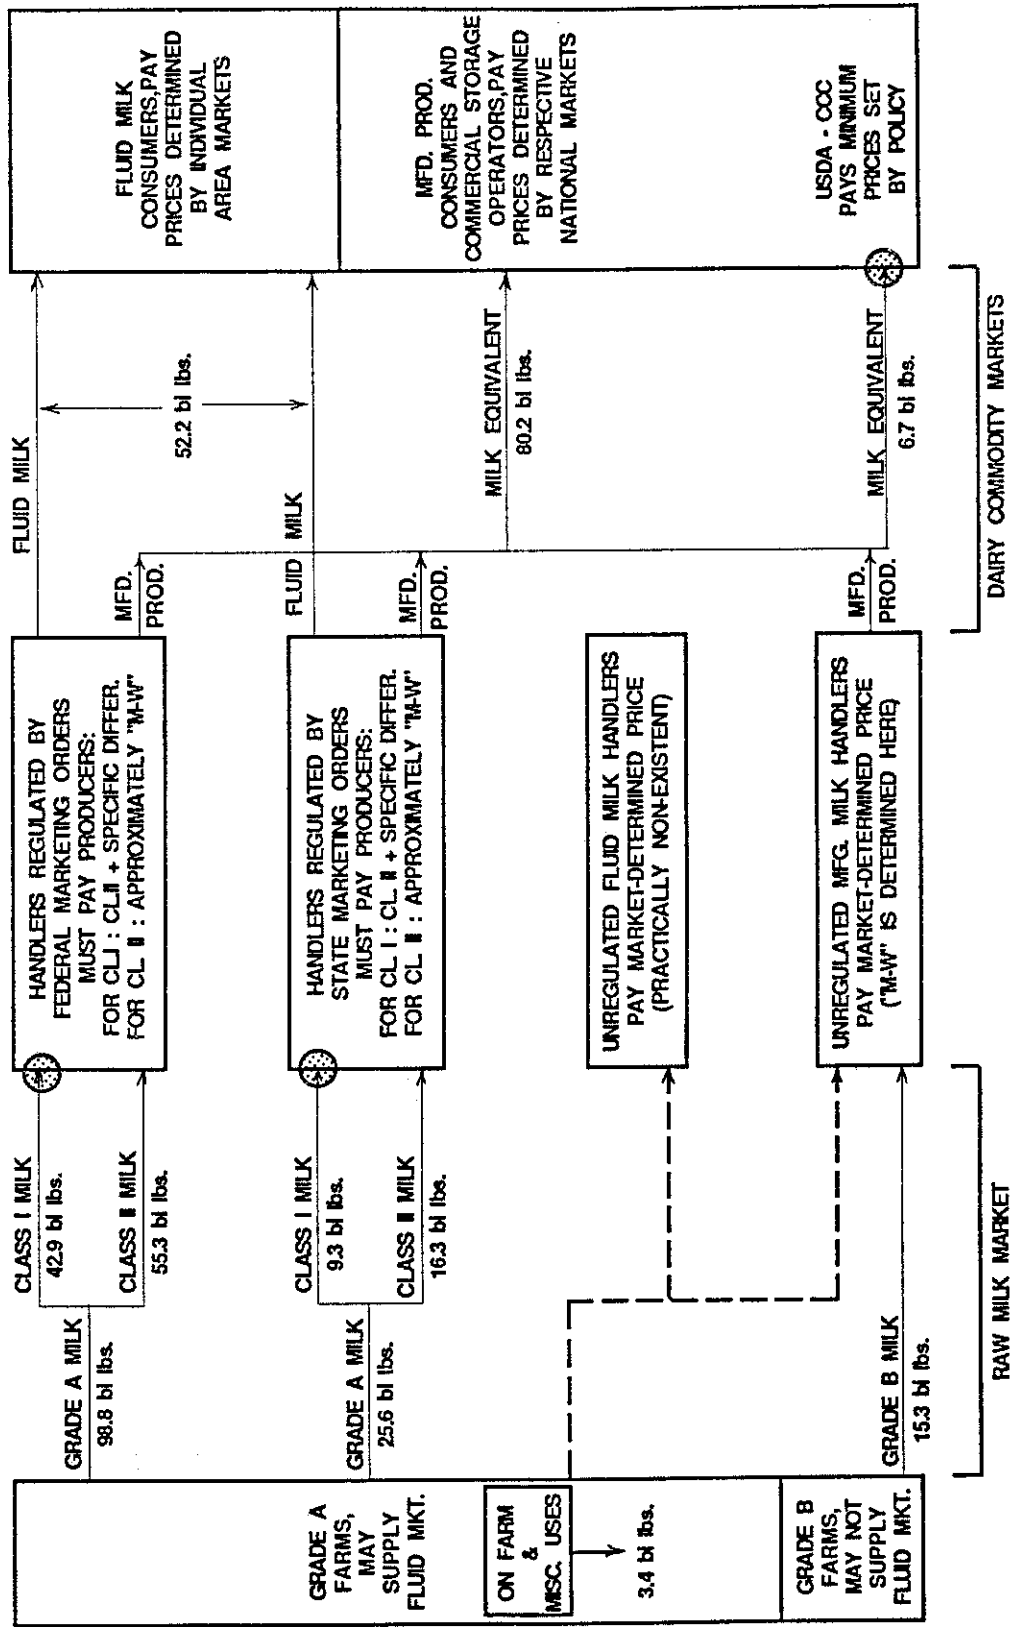 GRADE A
FARMS,
MAY
SUPPLY
FLUID MKT.
ON FARM
&
MISC. USES
3.4 bl lbs.
GRADE B
FARMS,
MAY NOT
SUPPLY
FLUID MKT.
GRADE A MILK
98.8 bl lbs.
CLASS I MILK
42.9 bl lbs.
CLASS II MILK
55.3 bl lbs.
GRADE A MILK
25.6 bl lbs.
CLASS I MILK
9.3 bl lbs.
CLASS II MILK
16.3 bl lbs.
GRADE B MILK
15.3 bl lbs.
RAW MILK MARKET
HANDLERS REGULATED BY
FEDERAL MARKETING ORDERS
MUST PAY PRODUCERS:
FOR CL.I : CL.II + SPECIFIC DIFFER.
FOR CL II : APPROXIMATELY "M-W"
HANDLERS REGULATED BY
STATE MARKETING ORDERS
MUST PAY PRODUCERS:
FOR CL I : CL II + SPECIFIC DIFFER.
FOR CL II : APPROXIMATELY "M-W"
UNREGULATED FLUID MILK HANDLERS
PAY MARKET-DETERMINED PRICE
(PRACTICALLY NON-EXISTENT)
UNREGULATED MFG. MILK HANDLERS
PAY MARKET-DETERMINED PRICE
("M-W" IS DETERMINED HERE)
FLUID MILK
MFD.
PROD.
52.2 bl lbs.
FLUID MILK
MFD.
PROD.
MILK EQUIVALENT
80.2 bl lbs.
MFD.
PROD.
MILK EQUIVALENT
6.7 bl lbs.
DAIRY COMMODITY MARKETS
FLUID MILK
CONSUMERS,PAY
PRICES DETERMINED
BY INDIVIDUAL
AREA MARKETS
MFD. PROD.
CONSUMERS AND
COMMERCIAL STORAGE
OPERATORS,PAY
PRICES DETERMINED
BY RESPECTIVE
NATIONAL MARKETS
USDA - CCC
PAYS MINIMUM
PRICES SET
BY POLICY